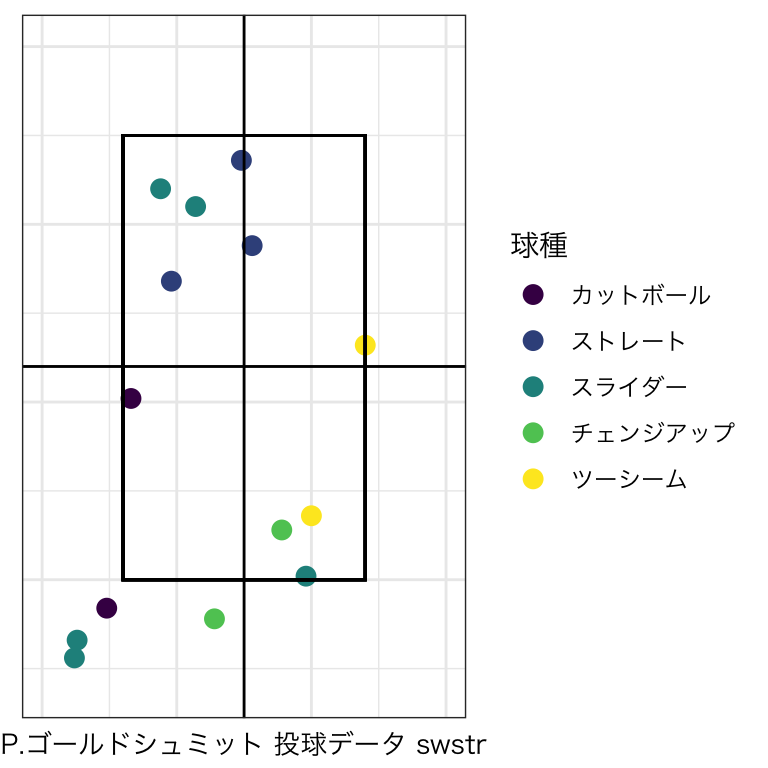 球種
カットボール
ストレート
スライダー
チェンジアップ
ツーシーム
P.ゴールドシュミット 投球データ swstr